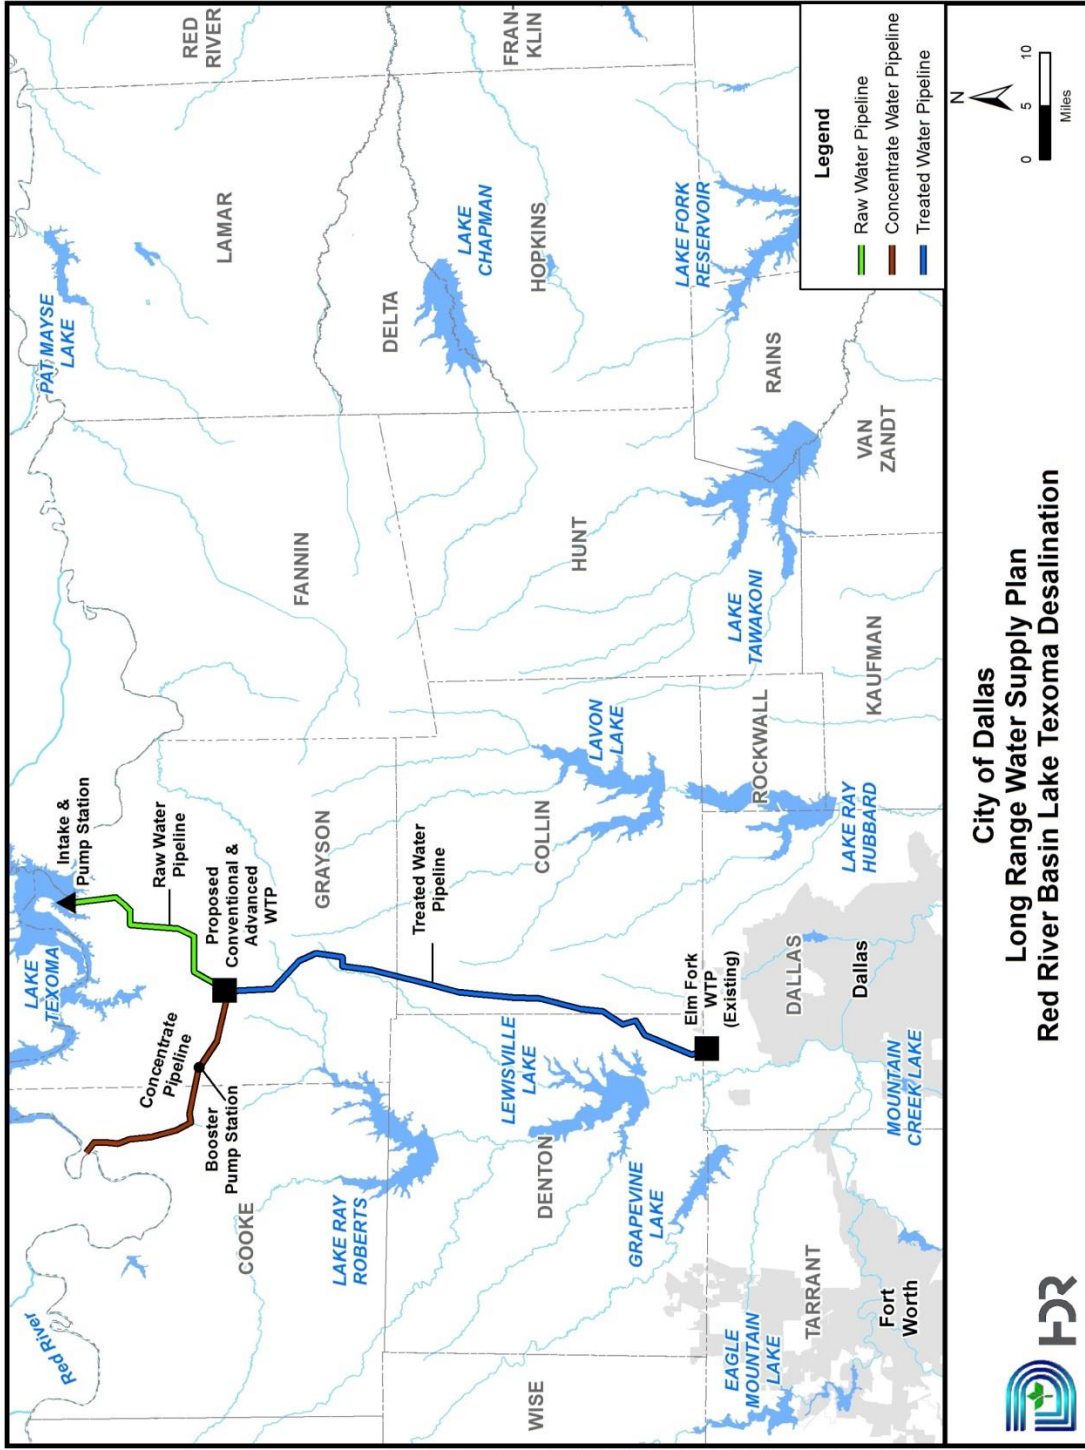 RED
RIVER
FRAN-
KLIN
PAT MAYSE
LAKE
LAMAR
DELTA
LAKE
CHAPMAN
HOPKINS
LAKE FORK
RESERVOIR
RAINS
VAN
ZANDT
FANNIN
HUNT
LAKE
TAWAKONI
KAUFMAN
Intake &
Pump Station
Raw Water
Pipeline
Proposed
Conventional &
Advanced
WTP
GRAYSON
Treated Water
Pipeline
COLLIN
LAVON
LAKE
ROCKWALL
LAKE RAY
HUBBARD
LAKE
TEXOMA
Concentrate
Pipeline
Booster
Pump Station
LEWISVILLE
LAKE
Elm Fork
WTP
(Existing)
DALLAS
Dallas
MOUNTAIN
CREEK LAKE
Red River
COOKE
LAKE RAY
ROBERTS
DENTON
GRAPEVINE
LAKE
WISE
EAGLE
MOUNTAIN
LAKE
TARRANT
Fort
Worth
Legend
Raw Water Pipeline
Concentrate Water Pipeline
Treated Water Pipeline
N
0 5 10
Miles
City of Dallas
Long Range Water Supply Plan
Red River Basin Lake Texoma Desalination
HDR